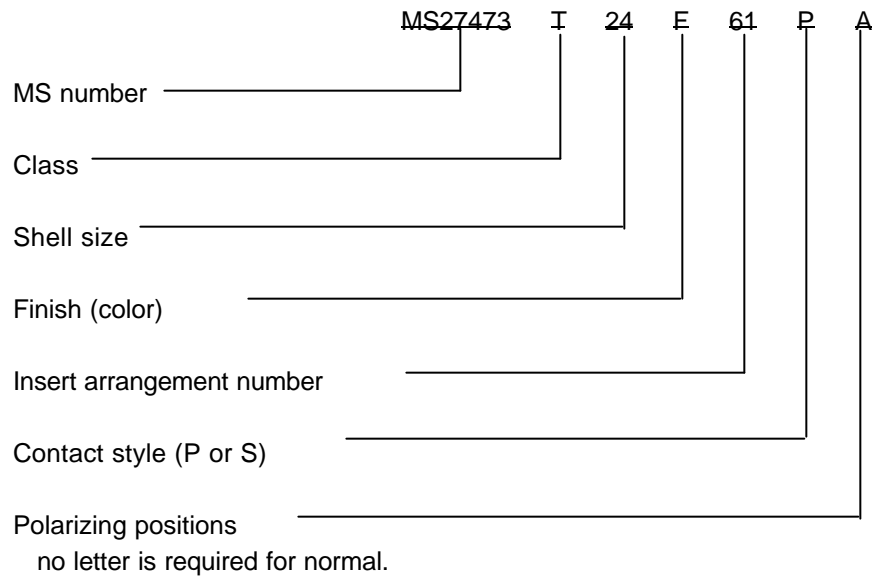 MS27473 T 24 F 61 P A
MS number
Class
Shell size
Finish (color)
Insert arrangement number
Contact style (P or S)
Polarizing positions
no letter is required for normal.